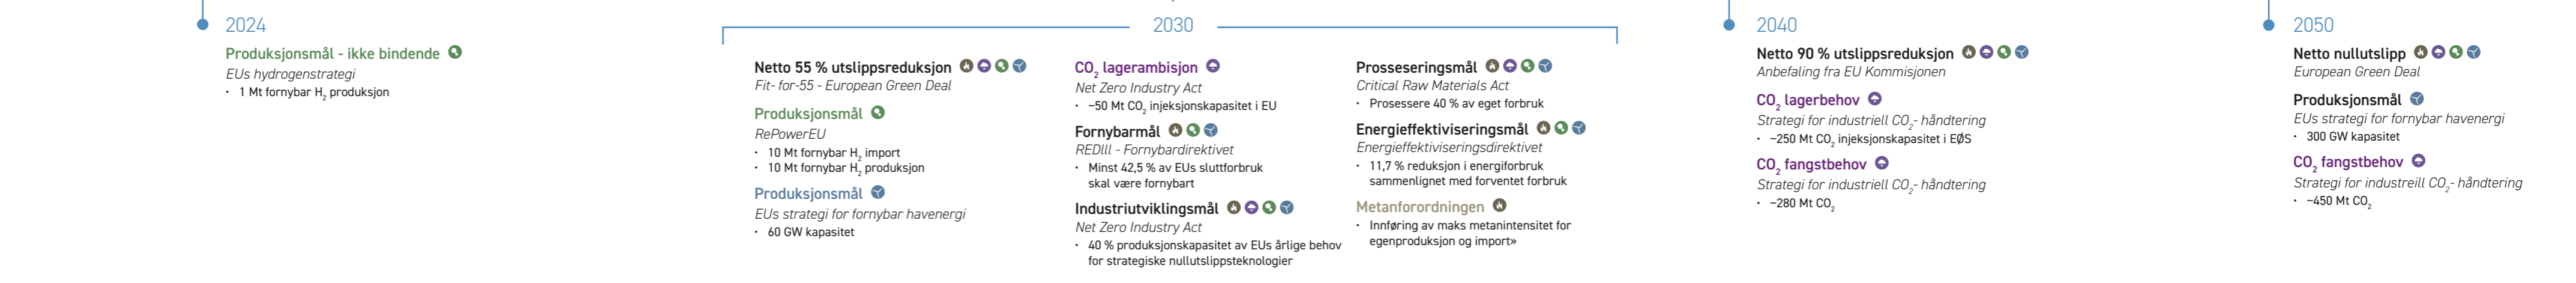 2024
Produksjonsmål - ikke bindende
EUs hydrogenstrategi
• 1 Mt fornybar H2 produksjon
2030
Netto 55 % utslippsreduksjon
Fit- for-55 - European Green Deal
Produksjonsmål
RePowerEU
• 10 Mt fornybar H2 import
• 10 Mt fornybar H2 produksjon
Produksjonsmål
EUs strategi for fornybar havenergi
• 60 GW kapasitet
CO2 lagerambisjon
Net Zero Industry Act
• ~50 Mt CO2 injeksjonskapasitet i EU
Fornybarmål
REDlll - Fornybardirektivet
• Minst 42,5 % av EUs sluttforbruk
skal være fornybart
Industriutviklingsmål
Net Zero Industry Act
• 40 % produksjonskapasitet av EUs årlige behov
for strategiske nullutslippsteknologier
Prosseseringsmål
Critical Raw Materials Act
• Prosessere 40 % av eget forbruk
Energieffektiviseringsmål
Energieffektiviseringsdirektivet
• 11,7 % reduksjon i energiforbruk
sammenlignet med forventet forbruk
Metanforordningen
• Innføring av maks metanintensitet for
egenproduksjon og import»
2040
Netto 90 % utslippsreduksjon
Anbefaling fra EU Kommisjonen
CO2 lagerbehov
Strategi for industriell CO2- håndtering
• ~250 Mt CO2 injeksjonskapasitet i EØS
CO2 fangstbehov
Strategi for industriell CO2- håndtering
• ~280 Mt CO2
2050
Netto nullutslipp
European Green Deal
Produksjonsmål
EUs strategi for fornybar havenergi
• 300 GW kapasitet
CO2 fangstbehov
Strategi for industreill CO2- håndtering
• ~450 Mt CO2